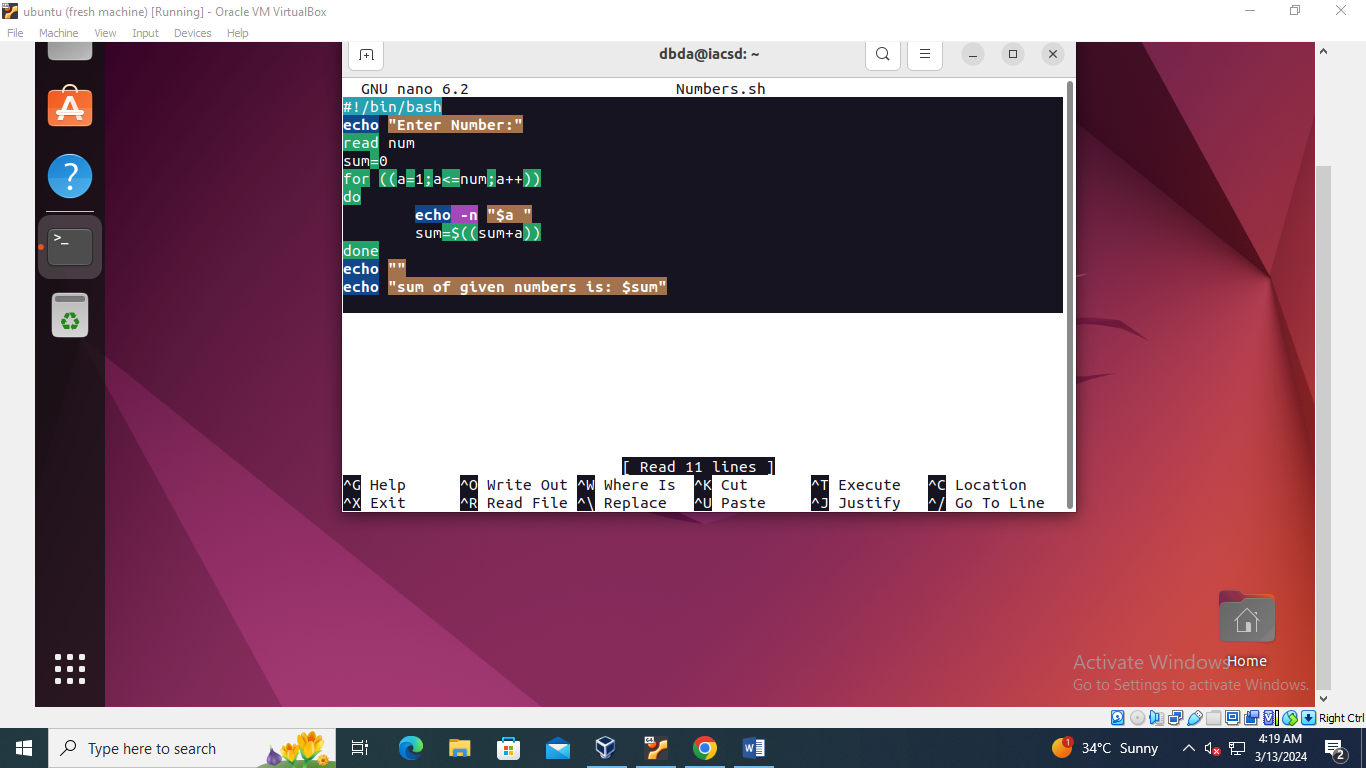 ubuntu (fresh machine) [Running] - Oracle VM VirtualBox
File Machine View Input Devices Help
dbda@iacsd: ~
GNU nano 6.2 Numbers.sh
#!/bin/bash
echo "Enter Number:"
read num
sum=0
for ((a=1;a<=num;a++))
do
echo -n "$a "
sum=$((sum+a))
done
echo ""
echo "sum of given numbers is: $sum"
[ Read 11 lines ]
^G Help ^O Write Out ^W Where Is ^K Cut ^T Execute ^C Location
^X Exit ^R Read File ^\ Replace ^U Paste ^J Justify ^/ Go To Line
Home
Activate Windows
Go to Settings to activate Windows.
Right Ctrl
Type here to search
34°C Sunny
4:19 AM
3/13/2024
2